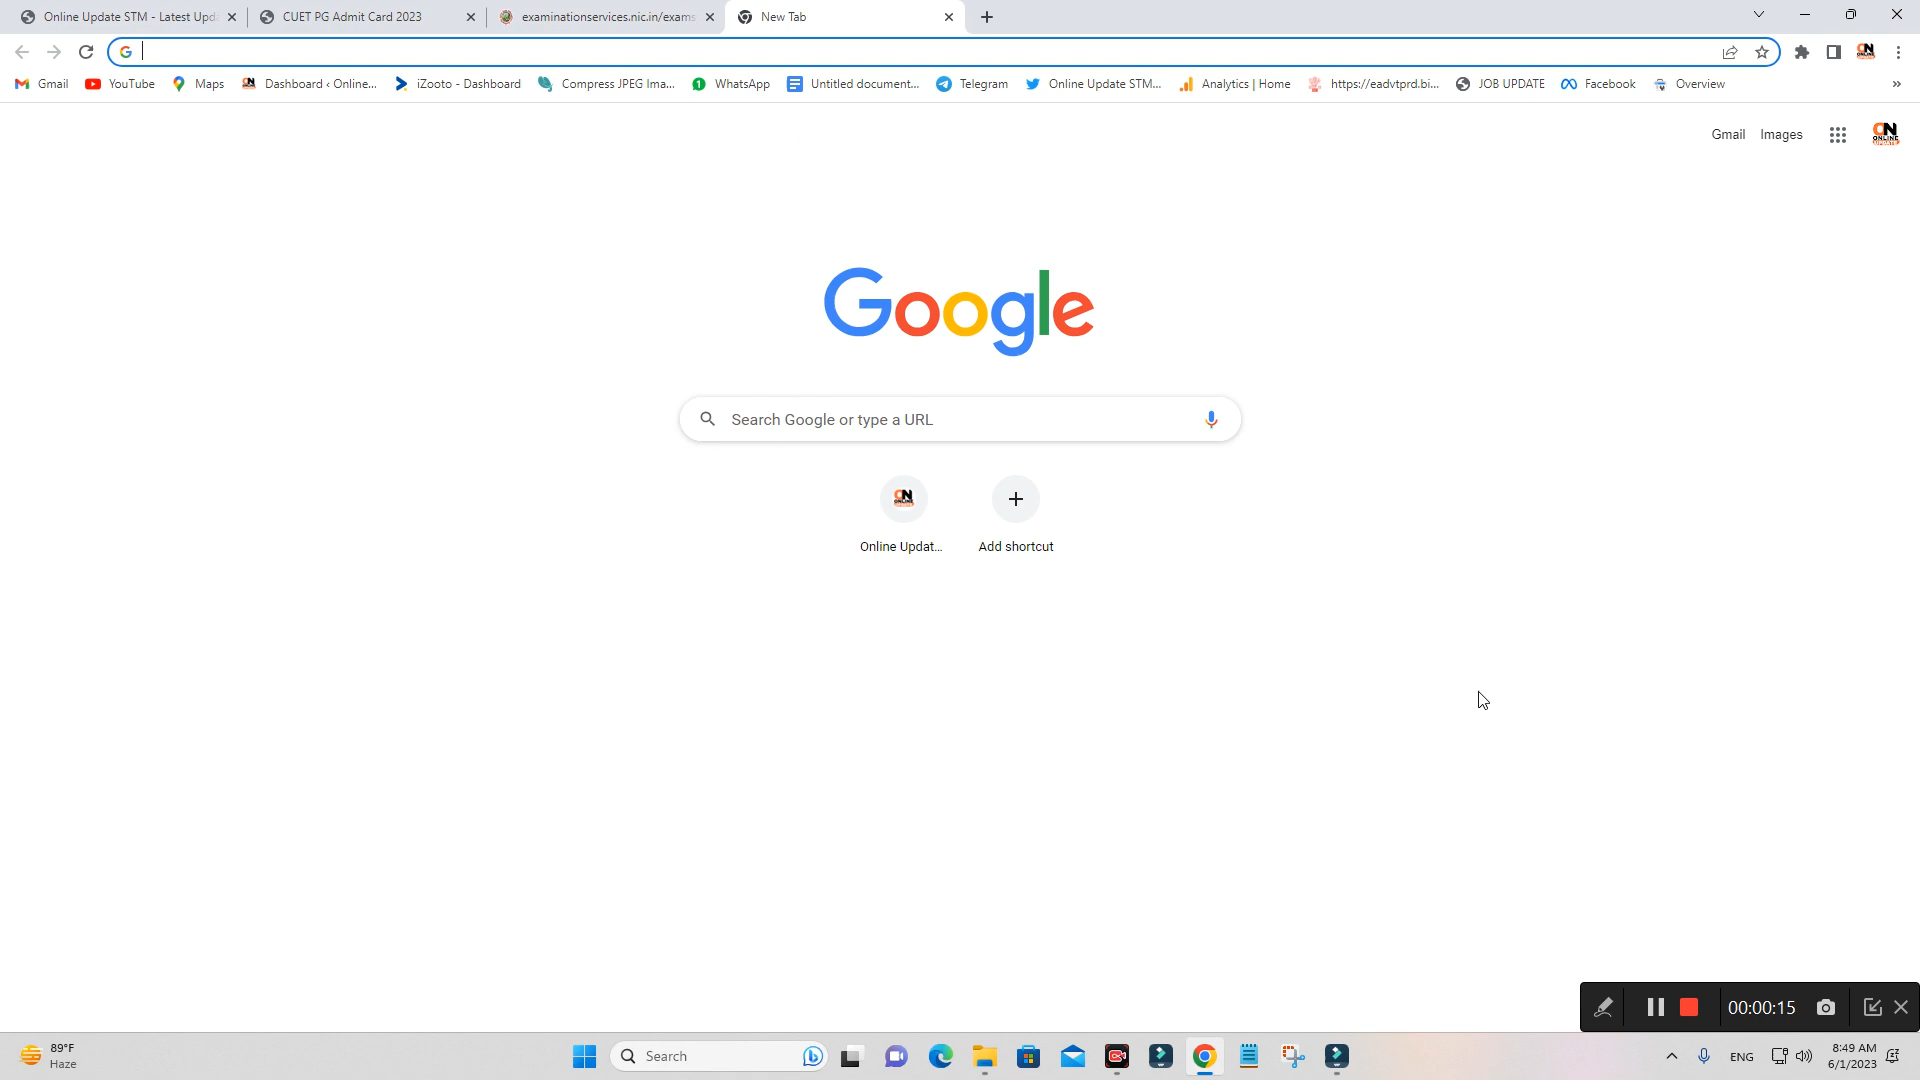 Online Update STM - Latest Upd
CUET PG Admit Card 2023
examinationservices.nic.in/exams
New Tab
Gmail
YouTube
Maps
Dashboard ‹ Online...
iZooto - Dashboard
Compress JPEG Ima...
WhatsApp
Untitled document...
Telegram
Online Update STM...
Analytics | Home
https://eadvtprd.bi...
JOB UPDATE
Facebook
Overview
»
Gmail
Images
ON
ONLINE
UPDATE
Google
Search Google or type a URL
Online Updat...
Add shortcut
00:00:15
89°F
Haze
Search
ENG
8:49 AM
6/1/2023